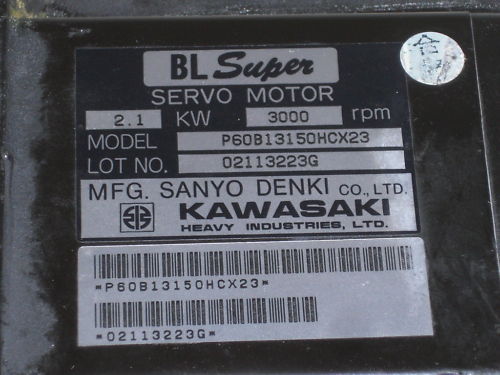 BL Super
SERVO MOTOR
2.1 KW 3000 rpm
MODEL P60B13150HCX23
LOT NO. 02113223G
MFG. SANYO DENKI CO., LTD.
KAWASAKI
HEAVY INDUSTRIES, LTD.
*P60B13150HCX23*
*02113223G*